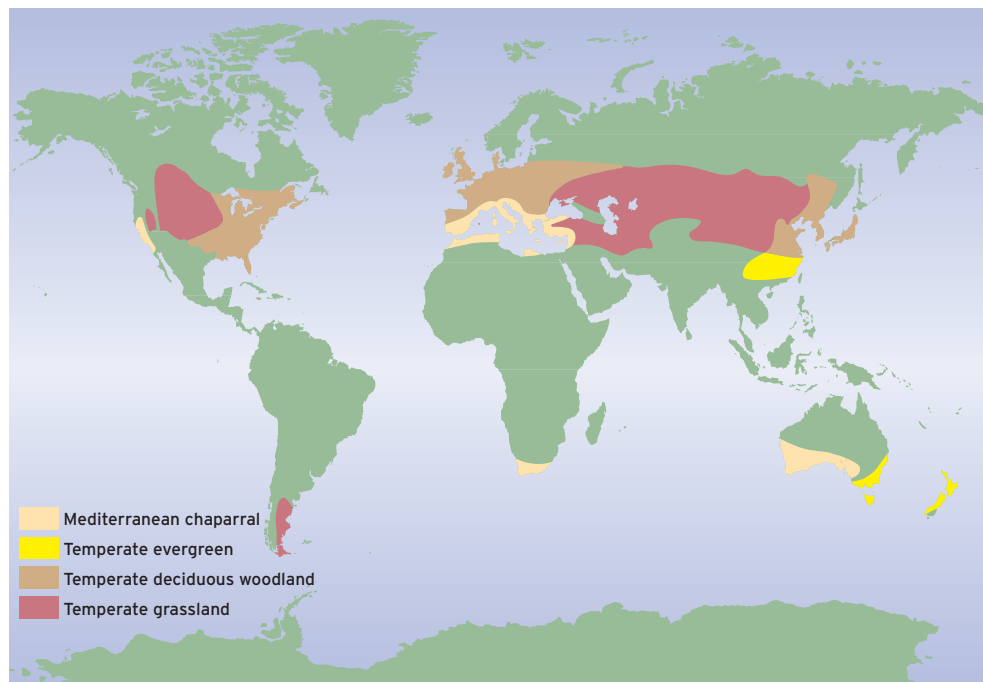 Mediterranean chaparral
Temperate evergreen
Temperate deciduous woodland
Temperate grassland